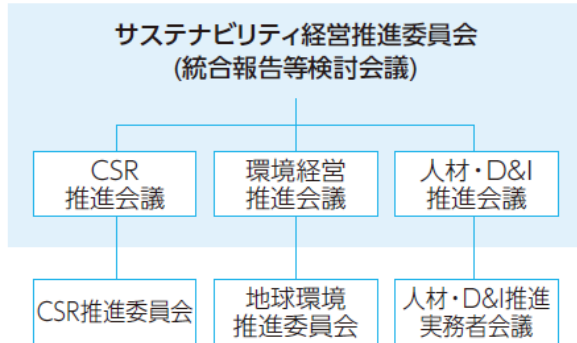 サステナビリティ経営推進委員会
(統合報告等検討会議)
CSR
推進会議
環境経営
推進会議
人材・D&I
推進会議
CSR推進委員会
地球環境
推進委員会
人材・D&I推進
実務者会議